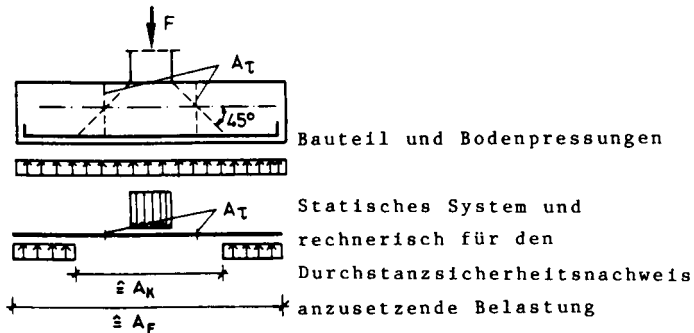 F
Aτ
45°
Bauteil und Bodenpressungen
Aτ
Statisches System und
rechnerisch für den
Durchstanzsicherheitsnachweis
≙ AK
anzusetzende Belastung
≙ AF